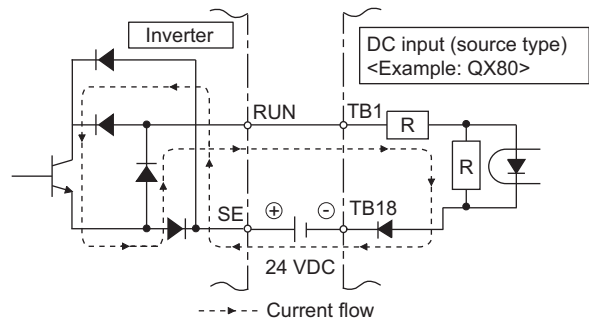 Inverter
DC input (source type)
<Example: QX80>
RUN
TB1
R
R
SE
⊕
⊖
TB18
24 VDC
Current flow